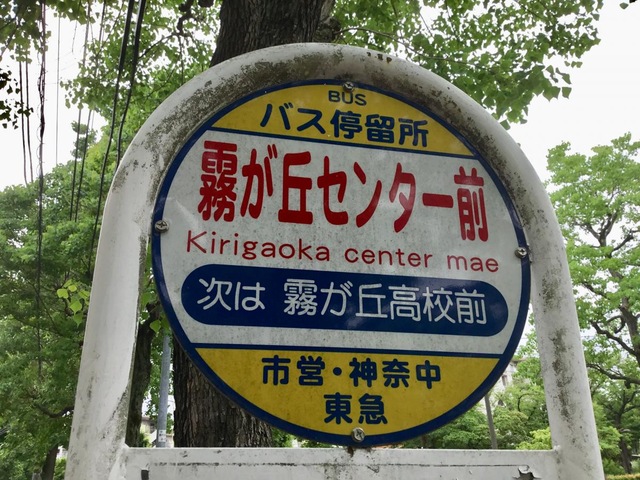 BUS
バス停留所
霧が丘センター前
Kirigaoka center mae
次は 霧が丘高校前
市営・神奈中
東急